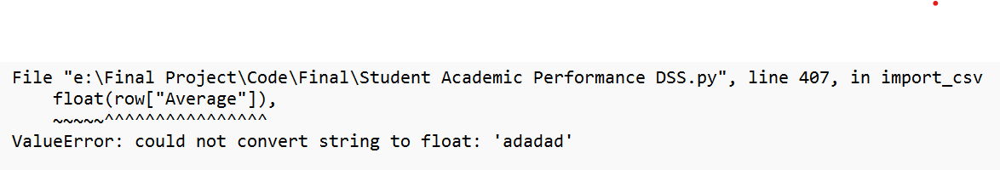 File "e:\Final Project\Code\Final\Student Academic Performance DSS.py", line 407, in import_csv
    float(row["Average"]),
    ~~~~~^^^^^^^^^^^^^^^^
ValueError: could not convert string to float: 'adadad'